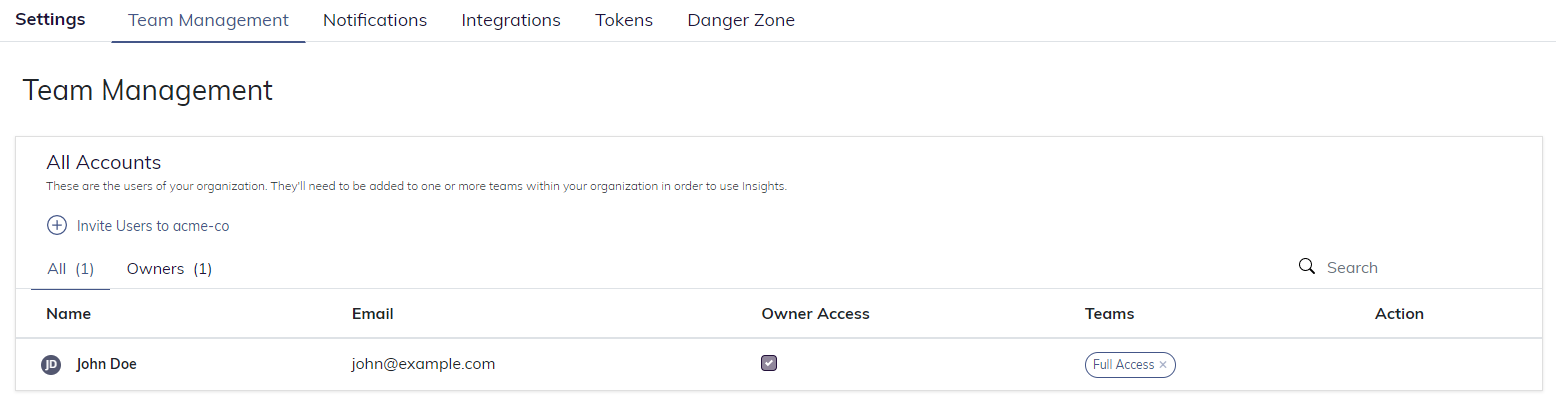 Settings Team Management Notifications Integrations Tokens Danger Zone
Team Management
All Accounts
These are the users of your organization. They'll need to be added to one or more teams within your organization in order to use Insights.
Invite Users to acme-co
All (1) Owners (1) Search
Name Email Owner Access Teams Action
JD John Doe john@example.com Full Access ×